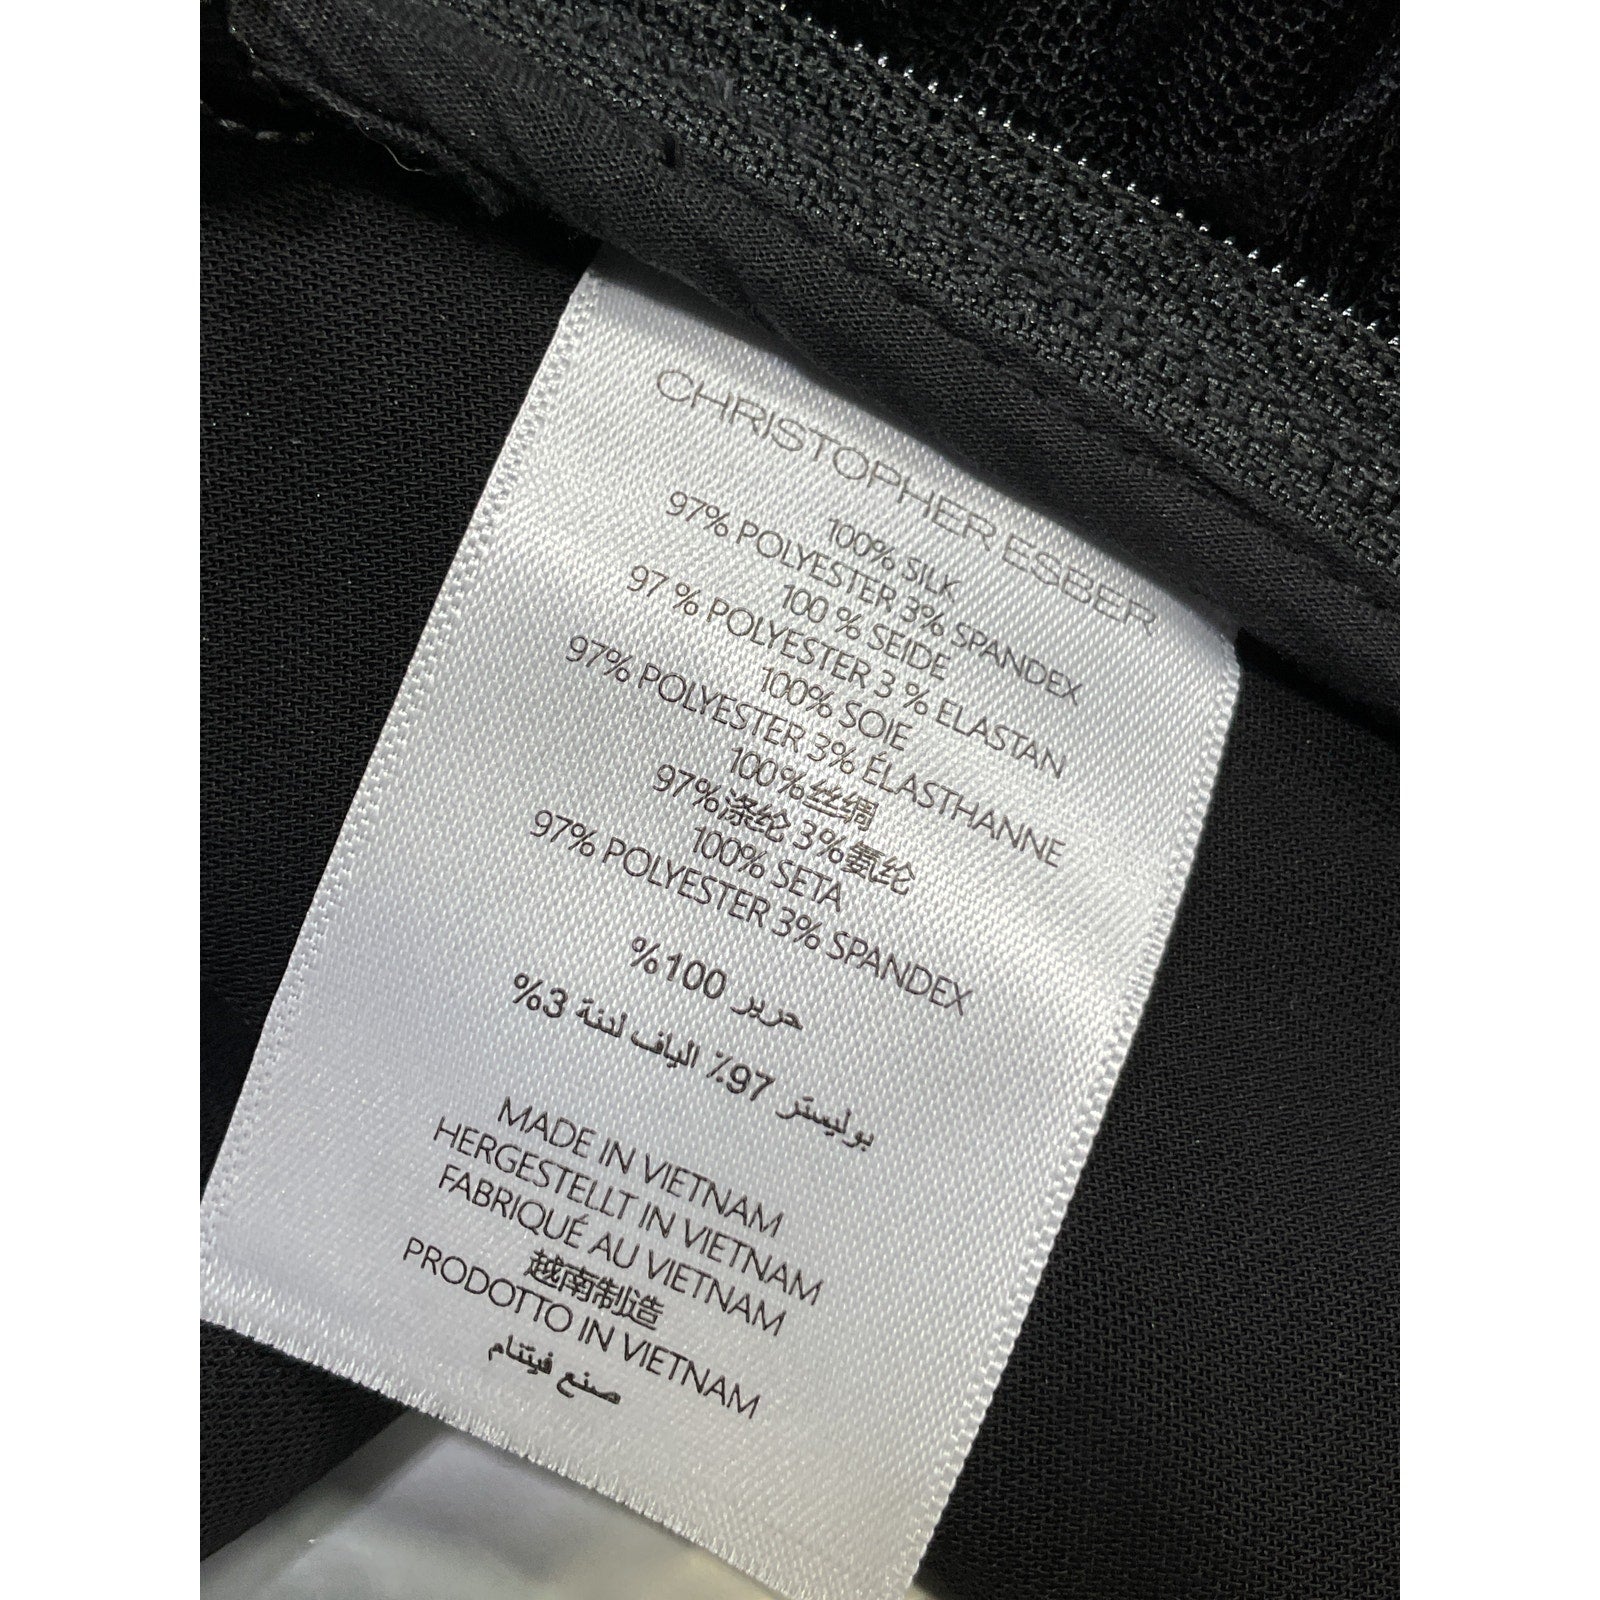 CHRISTOPHER ESBER
100% SILK
97% POLYESTER 3% SPANDEX
100 % SEIDE
97 % POLYESTER 3 % ELASTAN
100% SOIE
97% POLYESTER 3% ÉLASTHANNE
100%丝绸
97%涤纶 3%氨纶
100% SETA
97% POLYESTER 3% SPANDEX
حرير 100%
بوليستر 97٪ الياف لدنة 3%
MADE IN VIETNAM
HERGESTELLT IN VIETNAM
FABRIQUÉ AU VIETNAM
越南制造
PRODOTTO IN VIETNAM
صنع فيتنام